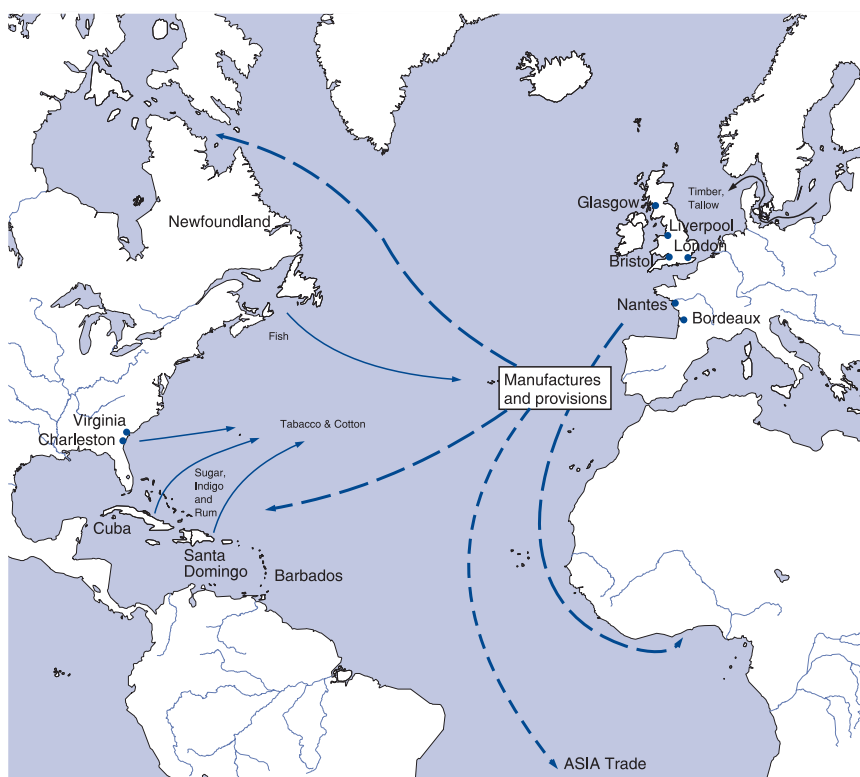 Timber,
Tallow
Glasgow
Newfoundland
Liverpool
London
Bristol
Nantes
Bordeaux
Fish
Manufactures
and provisions
Virginia
Charleston
Tabacco & Cotton
Sugar,
Indigo
and
Rum
Cuba
Santa
Domingo
Barbados
ASIA Trade